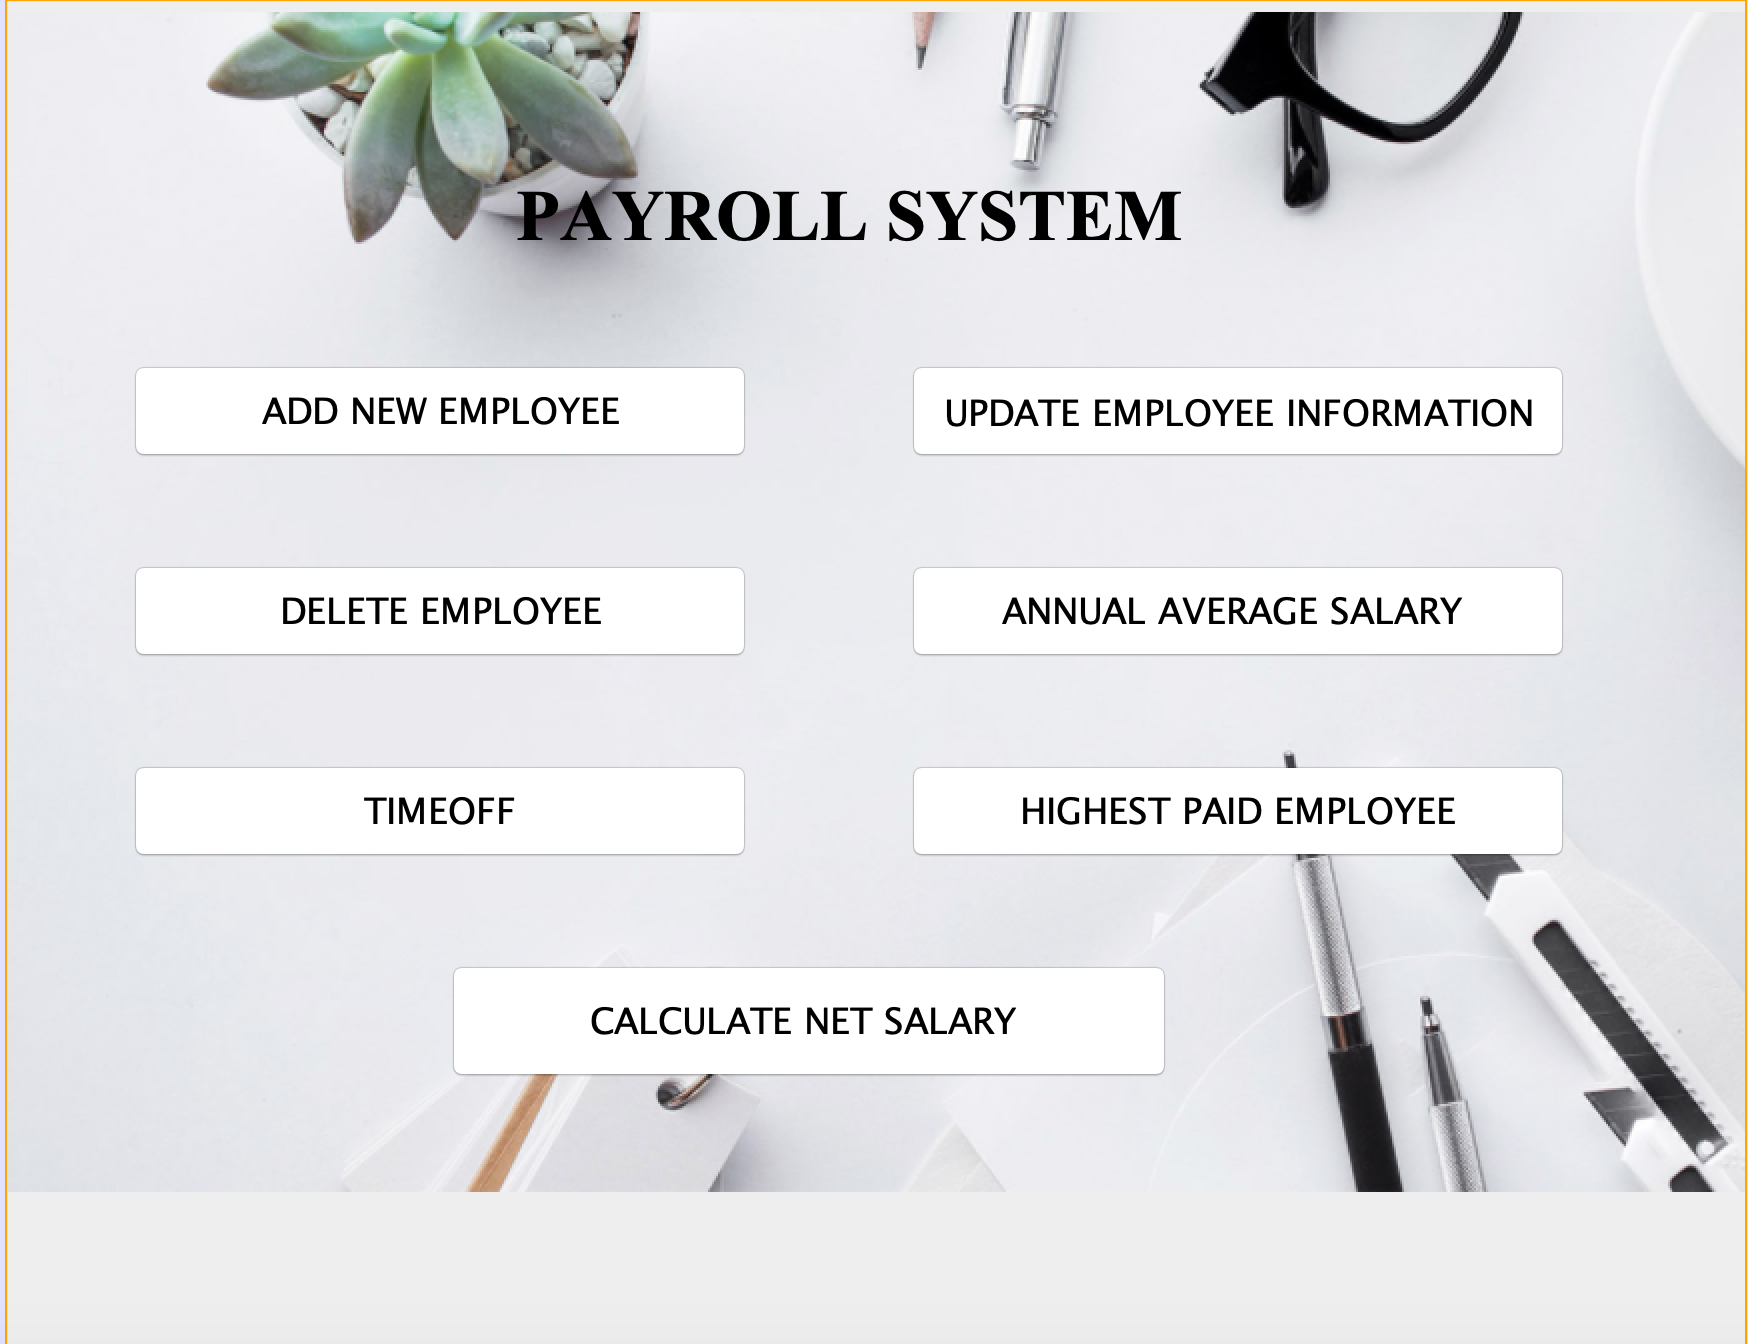 PAYROLL SYSTEM
ADD NEW EMPLOYEE
UPDATE EMPLOYEE INFORMATION
DELETE EMPLOYEE
ANNUAL AVERAGE SALARY
TIMEOFF
HIGHEST PAID EMPLOYEE
CALCULATE NET SALARY